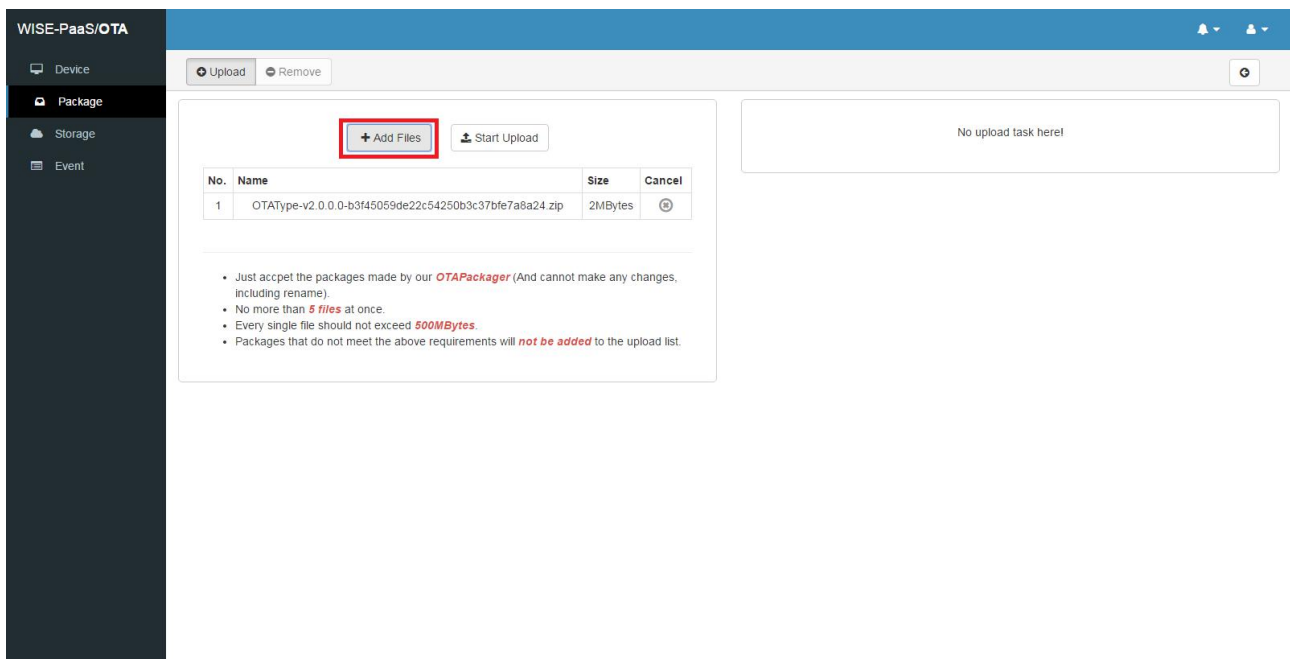 WISE-PaaS/OTA
Device
Package
Storage
Event
Upload
Remove
Add Files
Start Upload
No. Name Size Cancel
1 OTAType-v2.0.0.0-b3f45059de22c54250b3c37bfe7a8a24.zip 2MBytes
Just accpet the packages made by our OTAPackager (And cannot make any changes,
including rename).
No more than 5 files at once.
Every single file should not exceed 500MBytes.
Packages that do not meet the above requirements will not be added to the upload list.
No upload task here!